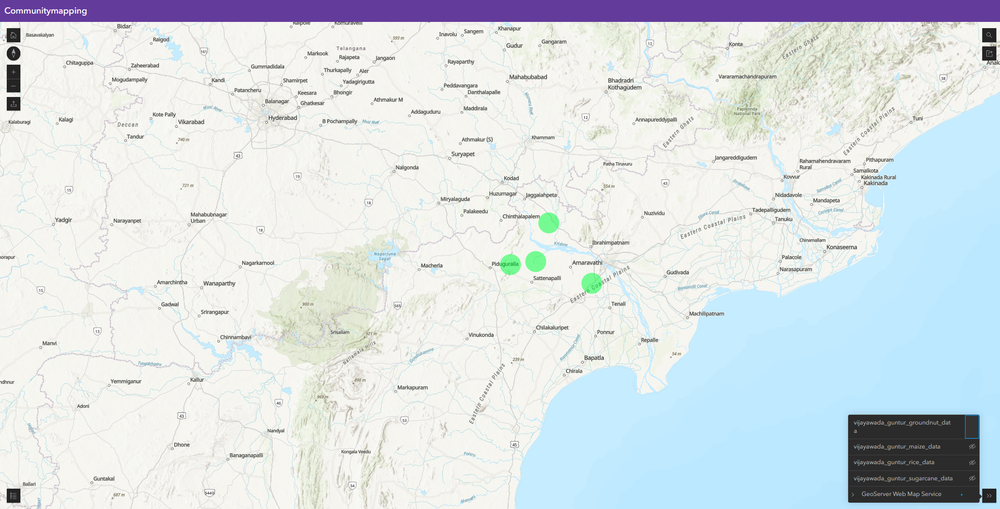 Communitymapping
Bidar
Raipole
Komuravelli
Inavolu
Sangem
Khanapur
Gangaram
Gudur
Basavakalyan
Raigod
593 m
Telangana
161
12
Konta
Eastern Ghats
Chitaguppa
Zaheerabad
Markook
Rajapeta
Jangaon
Rayaparthy
Anak
Gummadidala
Thurkapally
Aler
Mogudampally
Kandi
Shamirpet
Yadagirigutta
Peddavangara
Mahabubabad
Bhadradri
Kothagudem
Vararamachandrapuram
38
Patancheru
Keesara
Bhongir
Danthalapalle
Balanagar
Ghatkesar
Athmakur M
Muneru River
Musi River
Maddirala
Papikonda
National Park
Kote Pally
Addaguduru
Kalaburagi
Kalagi
Vikarabad
Hyderabad
B Pochampally
Musi River
12
Annapureddypalli
Tuni
Deccan
Eastern Ghats
Eastern Coastal Plains
Tandur
740 m
Athmakur (S)
Khammam
43
Suryapet
Jangareddigudem
Rahamahendravaram
Rural
Pithapuram
Nalgonda
Patha Tiruvuru
Samalkota
19
Kodad
Kovvur
Kakinada Rural
Kakinada
721 m
554 m
43
Errakalava
Samalkot Canal
15
Huzurnagar
Jaggaiahpeta
Nidadavole
Mandapeta
18
Miryalaguda
Palakeedu
Chinthalapalem
Nuzividu
Ellore Canal
Tadepalligudem
Coringa Canal
Yadgir
Narayanpet
Mahabubnagar
Urban
18
Eastern Coastal Plains
Tanuku
Krishna
Ibrahimpatnam
Chinamallam
Konaseema
orapur
Nagarjuna
Sagar
Nagarkarnool
Macherla
Piduguralla
Amaravathi
Palacole
Narasapuram
Gudivada
Sattenapalli
Eastern Coastal Plains
Bantumilli Canal
15
Amarchintha
Wanaparthy
Gadwal
900 m
565
Tenali
Srirangapur
Machilipatnam
13
Srisailam
921 m
Chilakaluripet
Ponnur
Chinnambavi
Vinukonda
Repalle
Manvi
Nallamala Hills
Gundlukamma
Kommamur Canal
54 m
Tungabhadra
239 m
Bapatla
Chirala
ndhnur
Yemmiganur
Kallur
890 m
Markapuram
Eastern Coastal Plains
969 m
46
Adoni
43
53
Hagari
Nandyal
Dhone
45
Kongala Veedu
Paleru
Banaganapalli
Guntakal
Ballari
687 m
544D
54
Manneru
vijayawada_guntur_groundnut_dat
a
vijayawada_guntur_maize_data
vijayawada_guntur_rice_data
vijayawada_guntur_sugarcane_data
GeoServer Web Map Service